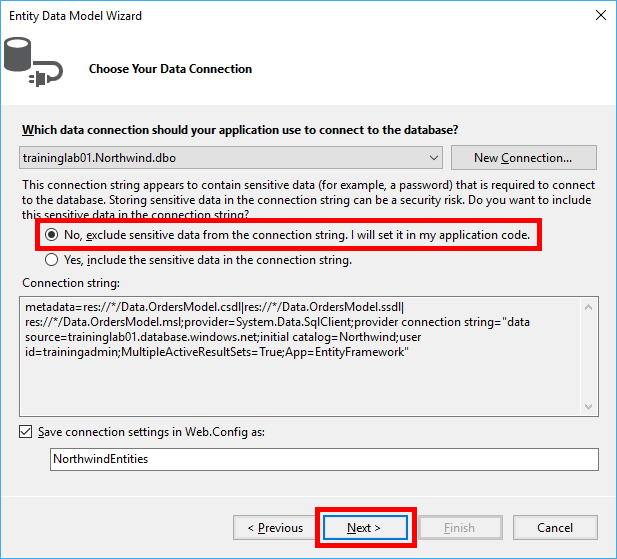 Entity Data Model Wizard
Choose Your Data Connection
Which data connection should your application use to connect to the database?
traininglab01.Northwind.dbo
New Connection...
This connection string appears to contain sensitive data (for example, a password) that is required to connect
to the database. Storing sensitive data in the connection string can be a security risk. Do you want to include
this sensitive data in the connection string?
No, exclude sensitive data from the connection string. I will set it in my application code.
Yes, include the sensitive data in the connection string.
Connection string:
metadata=res://*/Data.OrdersModel.csdl|res://*/Data.OrdersModel.ssdl|
res://*/Data.OrdersModel.msl;provider=System.Data.SqlClient;provider connection string="data
source=traininglab01.database.windows.net;initial catalog=Northwind;user
id=trainingadmin;MultipleActiveResultSets=True;App=EntityFramework"
Save connection settings in Web.Config as:
NorthwindEntities
< Previous
Next >
Finish
Cancel